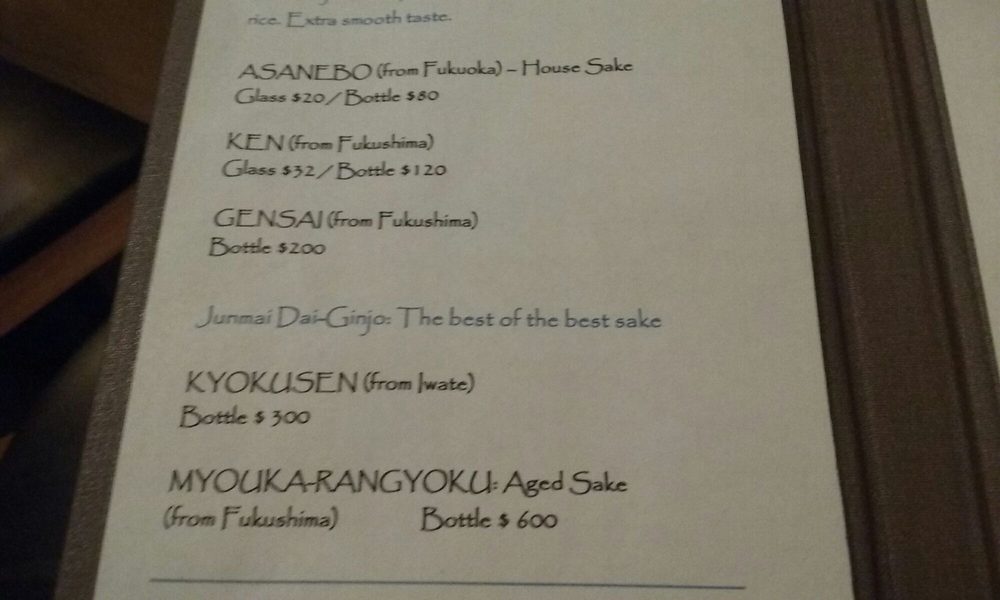 rice. Extra smooth taste.
ASANEBO (from Fukuoka) – House Sake
Glass $20 / Bottle $80
KEN (from Fukushima)
Glass $32 / Bottle $120
GENSAI (from Fukushima)
Bottle $200
Junmai Dai-Ginjo: The best of the best sake
KYOKUSEN (from Iwate)
Bottle $ 300
MYOUKA-RANGYOKU: Aged Sake
(from Fukushima) Bottle $ 600